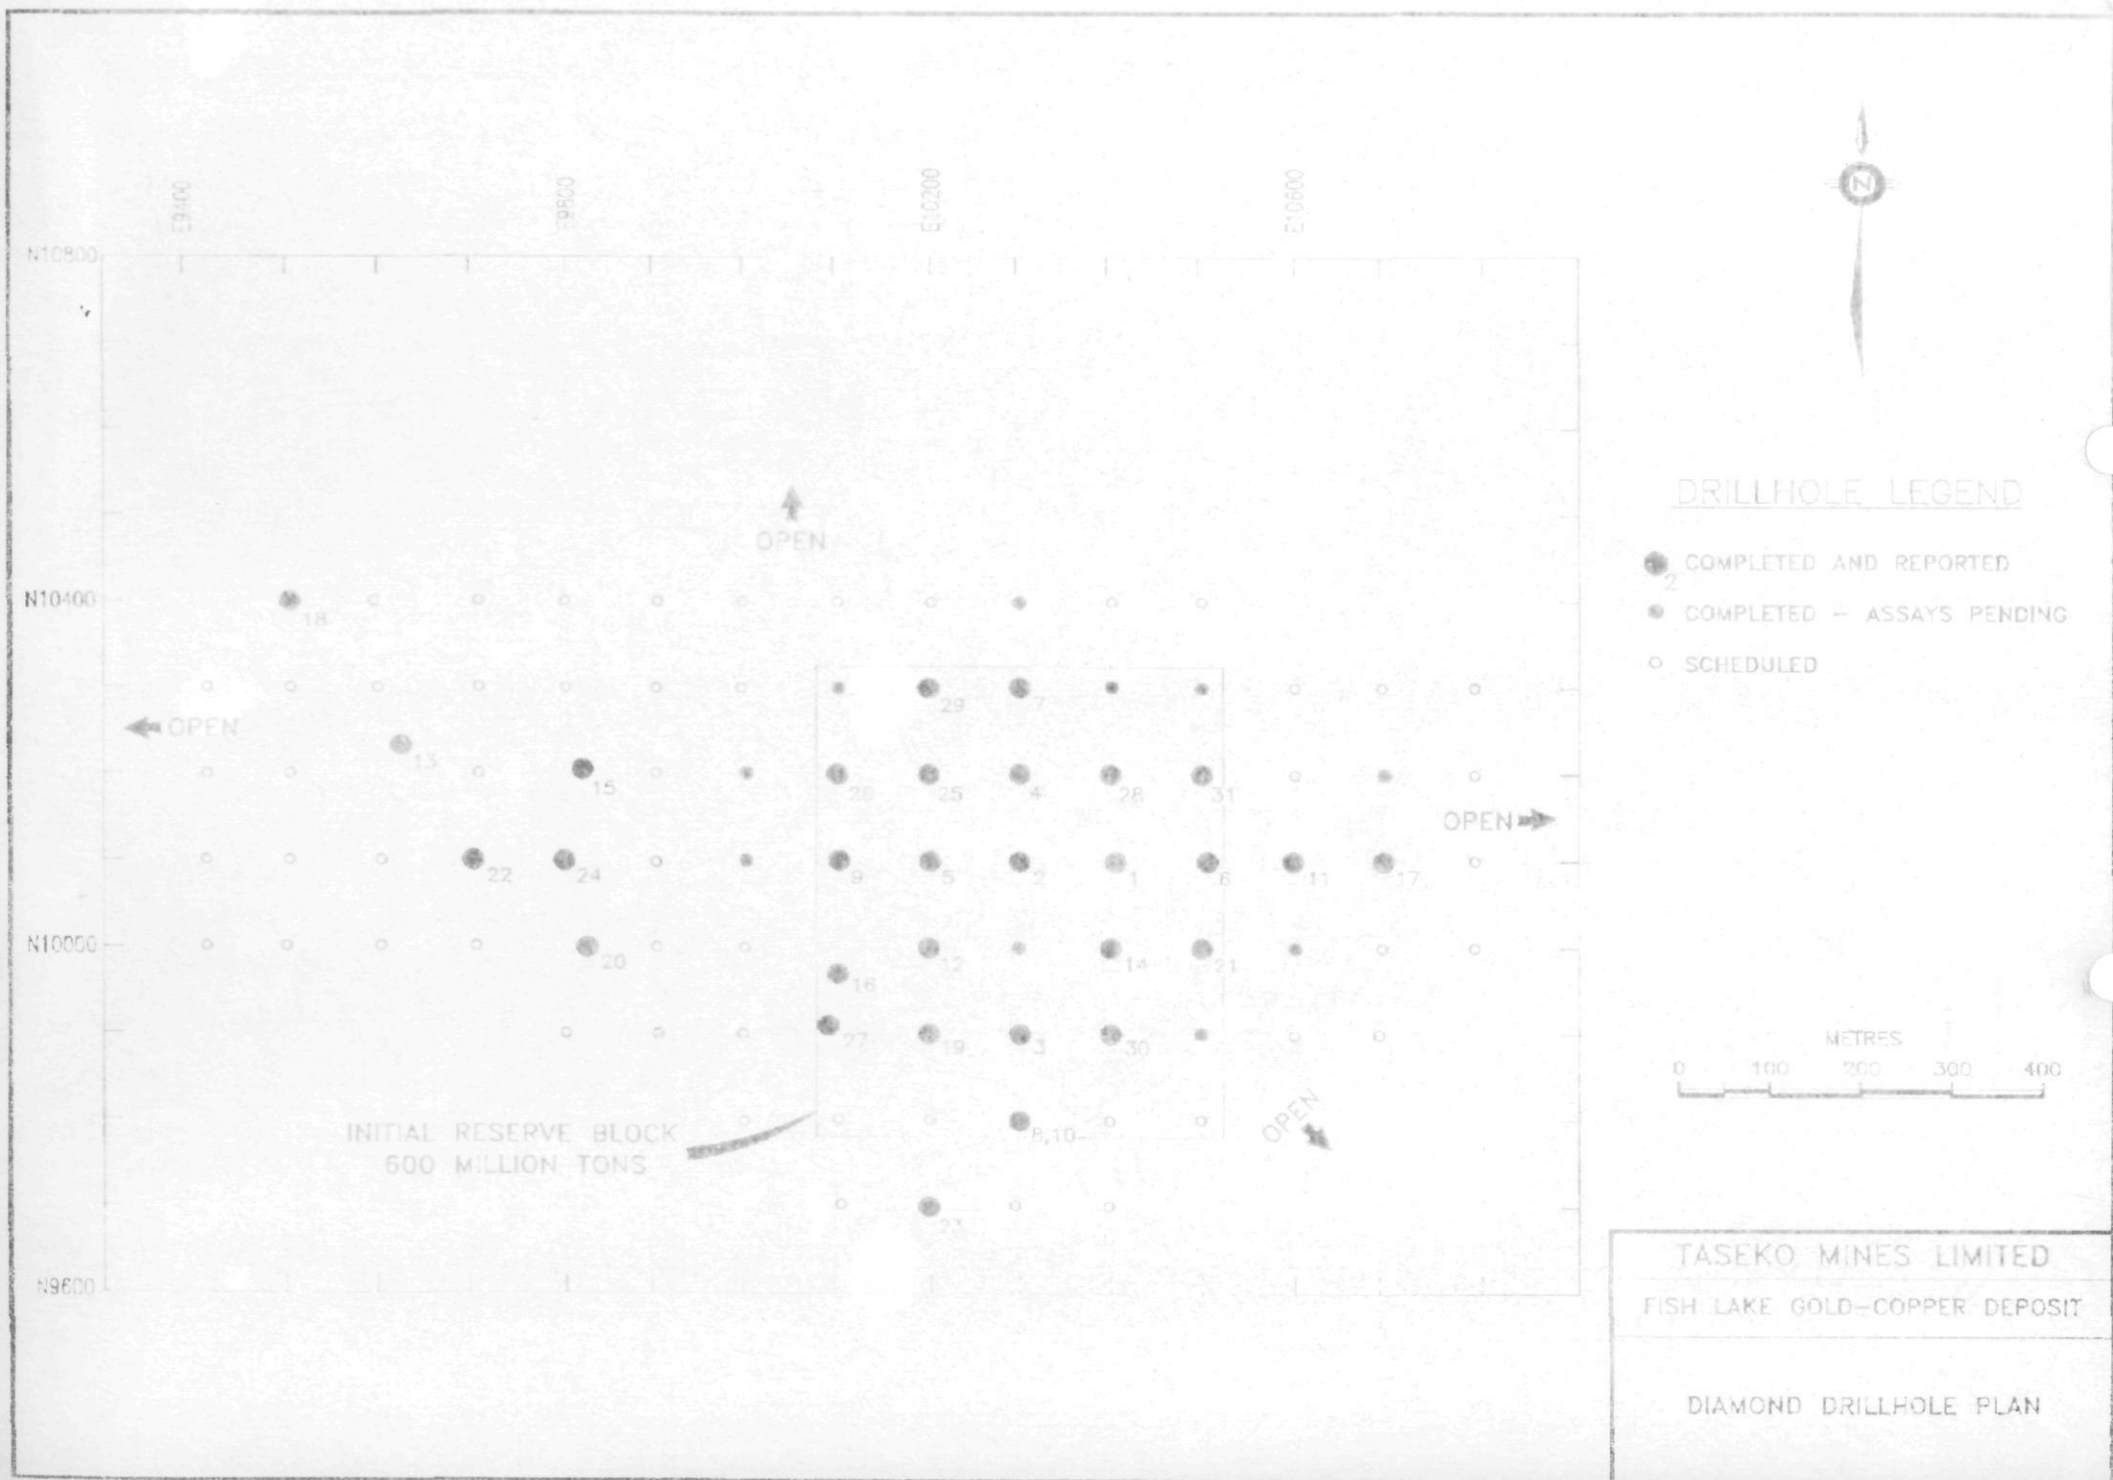 E9400
E9800
E10200
E10600
N10800
N10400
N10000
N9600
OPEN
OPEN
OPEN
OPEN
18
29
7
13
15
26
25
4
28
31
22
24
9
5
2
1
6
11
17
20
12
14
21
16
27
19
3
30
8,10
23
INITIAL RESERVE BLOCK
600 MILLION TONS
N
DRILLHOLE LEGEND
2 COMPLETED AND REPORTED
COMPLETED - ASSAYS PENDING
SCHEDULED
METRES
0 100 200 300 400
TASEKO MINES LIMITED
FISH LAKE GOLD-COPPER DEPOSIT
DIAMOND DRILLHOLE PLAN